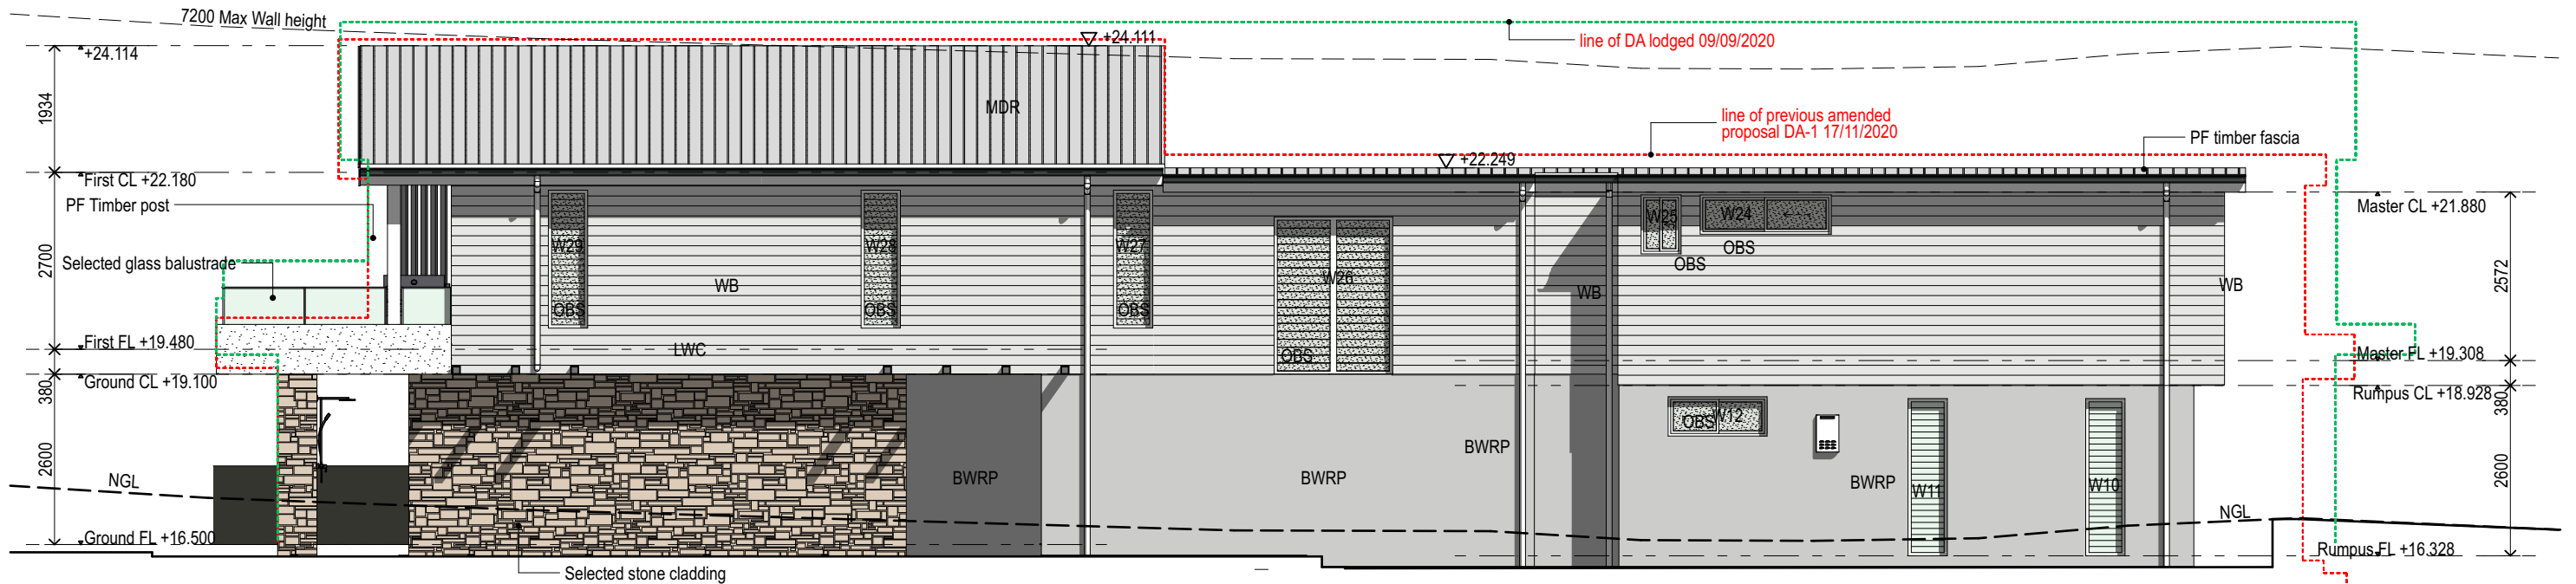 7200 Max Wall height
+24.114
+24.111
line of DA lodged 09/09/2020
1934
MDR
line of previous amended
proposal DA-1 17/11/2020
PF timber fascia
+22.249
First CL +22.180
PF Timber post
Master CL +21.880
W29
W28
W27
W26
W25
W24
OBS
OBS
2700
Selected glass balustrade
WB
WB
WB
2572
OBS
OBS
OBS
OBS
First FL +19.480
LWC
Master FL +19.308
380
Ground CL +19.100
Rumpus CL +18.928
380
OBS
W12
2600
BWRP
BWRP
BWRP
BWRP
W11
W10
2600
NGL
NGL
Ground FL +16.500
Rumpus FL +16.328
Selected stone cladding